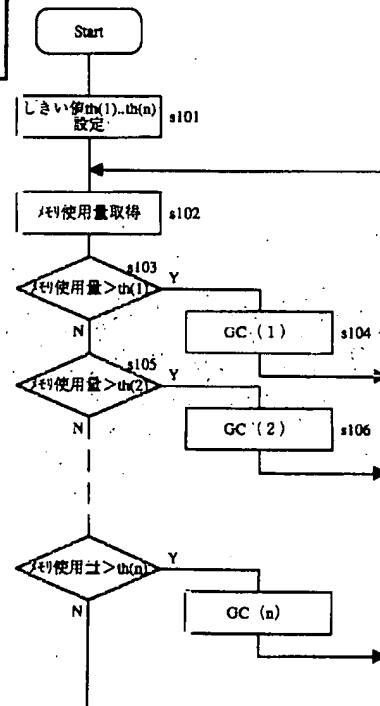 Start
しきい値th(1)..th(n)
設定
s101
メモリ使用量取得
s102
s103
メモリ使用量>th(1)
Y
N
GC (1)
s104
s105
メモリ使用量>th(2)
Y
N
GC (2)
s106
メモリ使用量>th(n)
Y
N
GC (n)